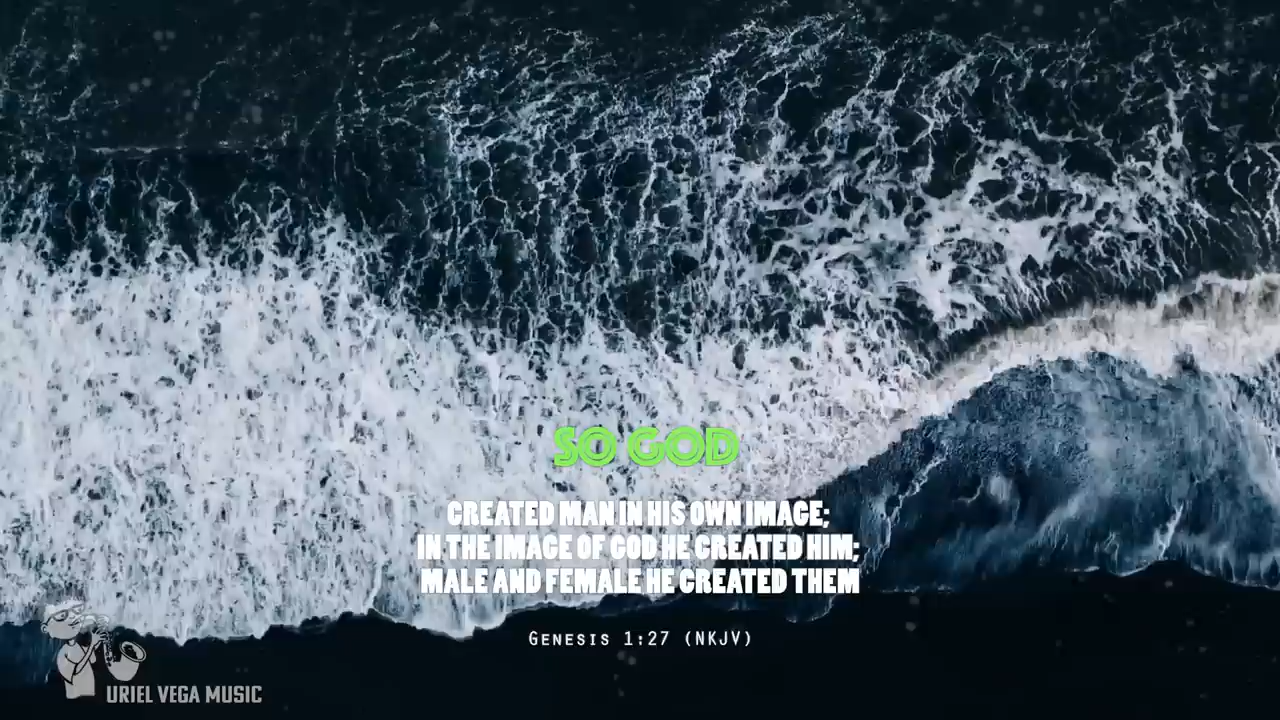 SO GOD
CREATED MAN IN HIS OWN IMAGE;
IN THE IMAGE OF GOD HE CREATED HIM;
MALE AND FEMALE HE CREATED THEM
Genesis 1:27 (NKJV)
URIEL VEGA MUSIC